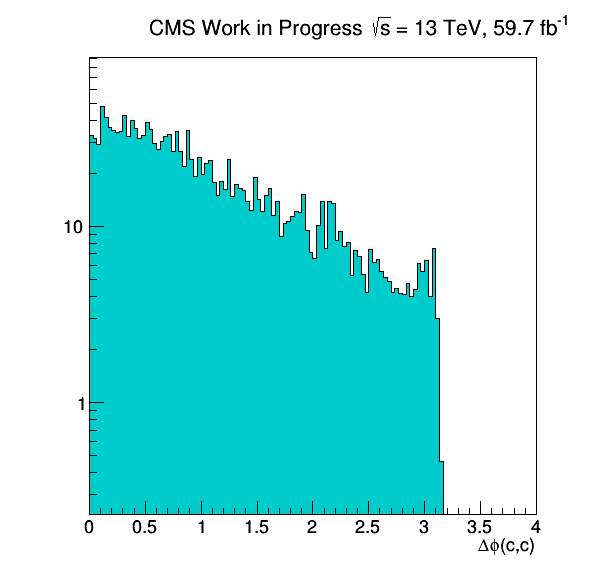 CMS Work in Progress √s = 13 TeV, 59.7 fb⁻¹
10
1
0 0.5 1 1.5 2 2.5 3 3.5 4
Δϕ(c,c)